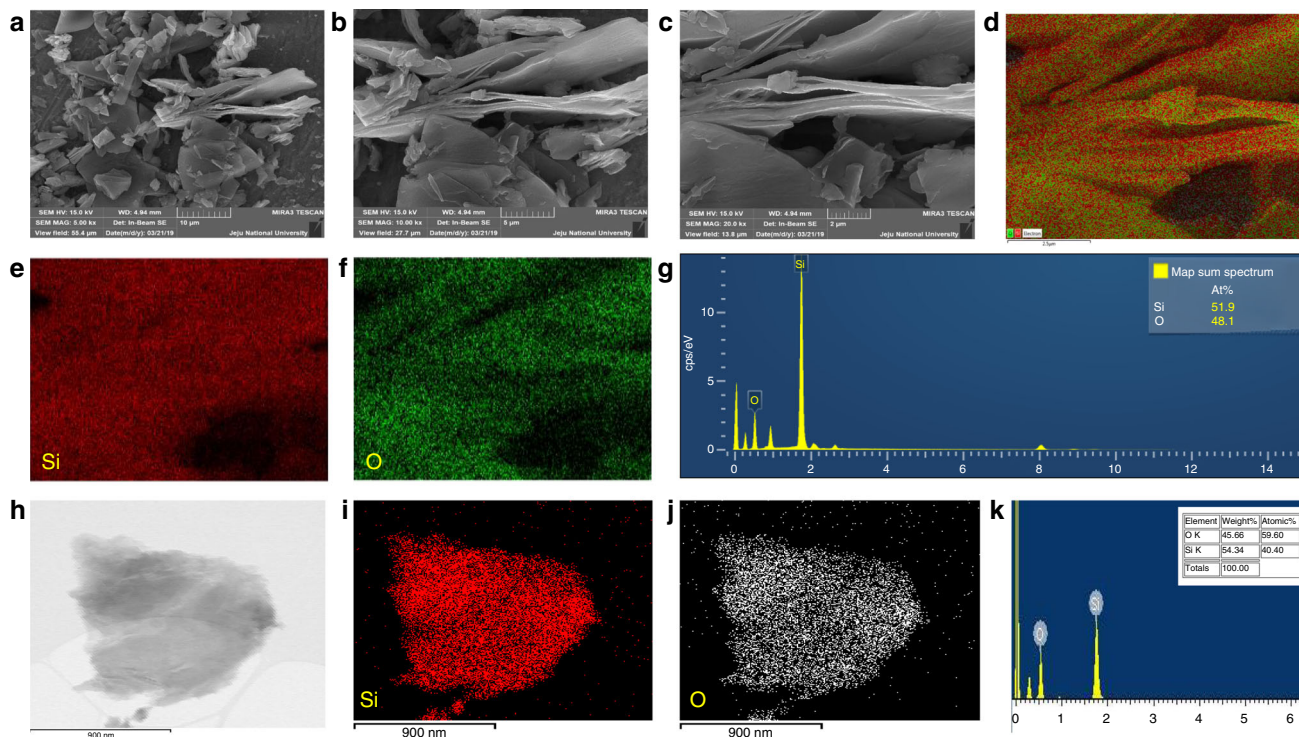 a
SEM HV: 15.0 kV WD: 4.94 mm
SEM MAG: 5.00 kx Det: In-Beam SE 10 µm
View field: 55.4 µm Date(m/d/y): 03/21/19
MIRA3 TESCAN
Jeju National University
b
SEM HV: 15.0 kV WD: 4.94 mm
SEM MAG: 10.00 kx Det: In-Beam SE 5 µm
View field: 27.7 µm Date(m/d/y): 03/21/19
MIRA3 TESCAN
Jeju National University
c
SEM HV: 15.0 kV WD: 4.94 mm
SEM MAG: 20.0 kx Det: In-Beam SE 2 µm
View field: 13.8 µm Date(m/d/y): 03/21/19
MIRA3 TESCAN
Jeju National University
d
Electron
2.5µm
e
Si
f
O
g
Si
O
Map sum spectrum
At%
Si 51.9
O 48.1
cps/eV
10
5
0
0 2 4 6 8 10 12 14
h
900 nm
i
Si
900 nm
j
O
900 nm
k
Element Weight% Atomic%
O K 45.66 59.60
Si K 54.34 40.40
Totals 100.00
O
Si
0 1 2 3 4 5 6